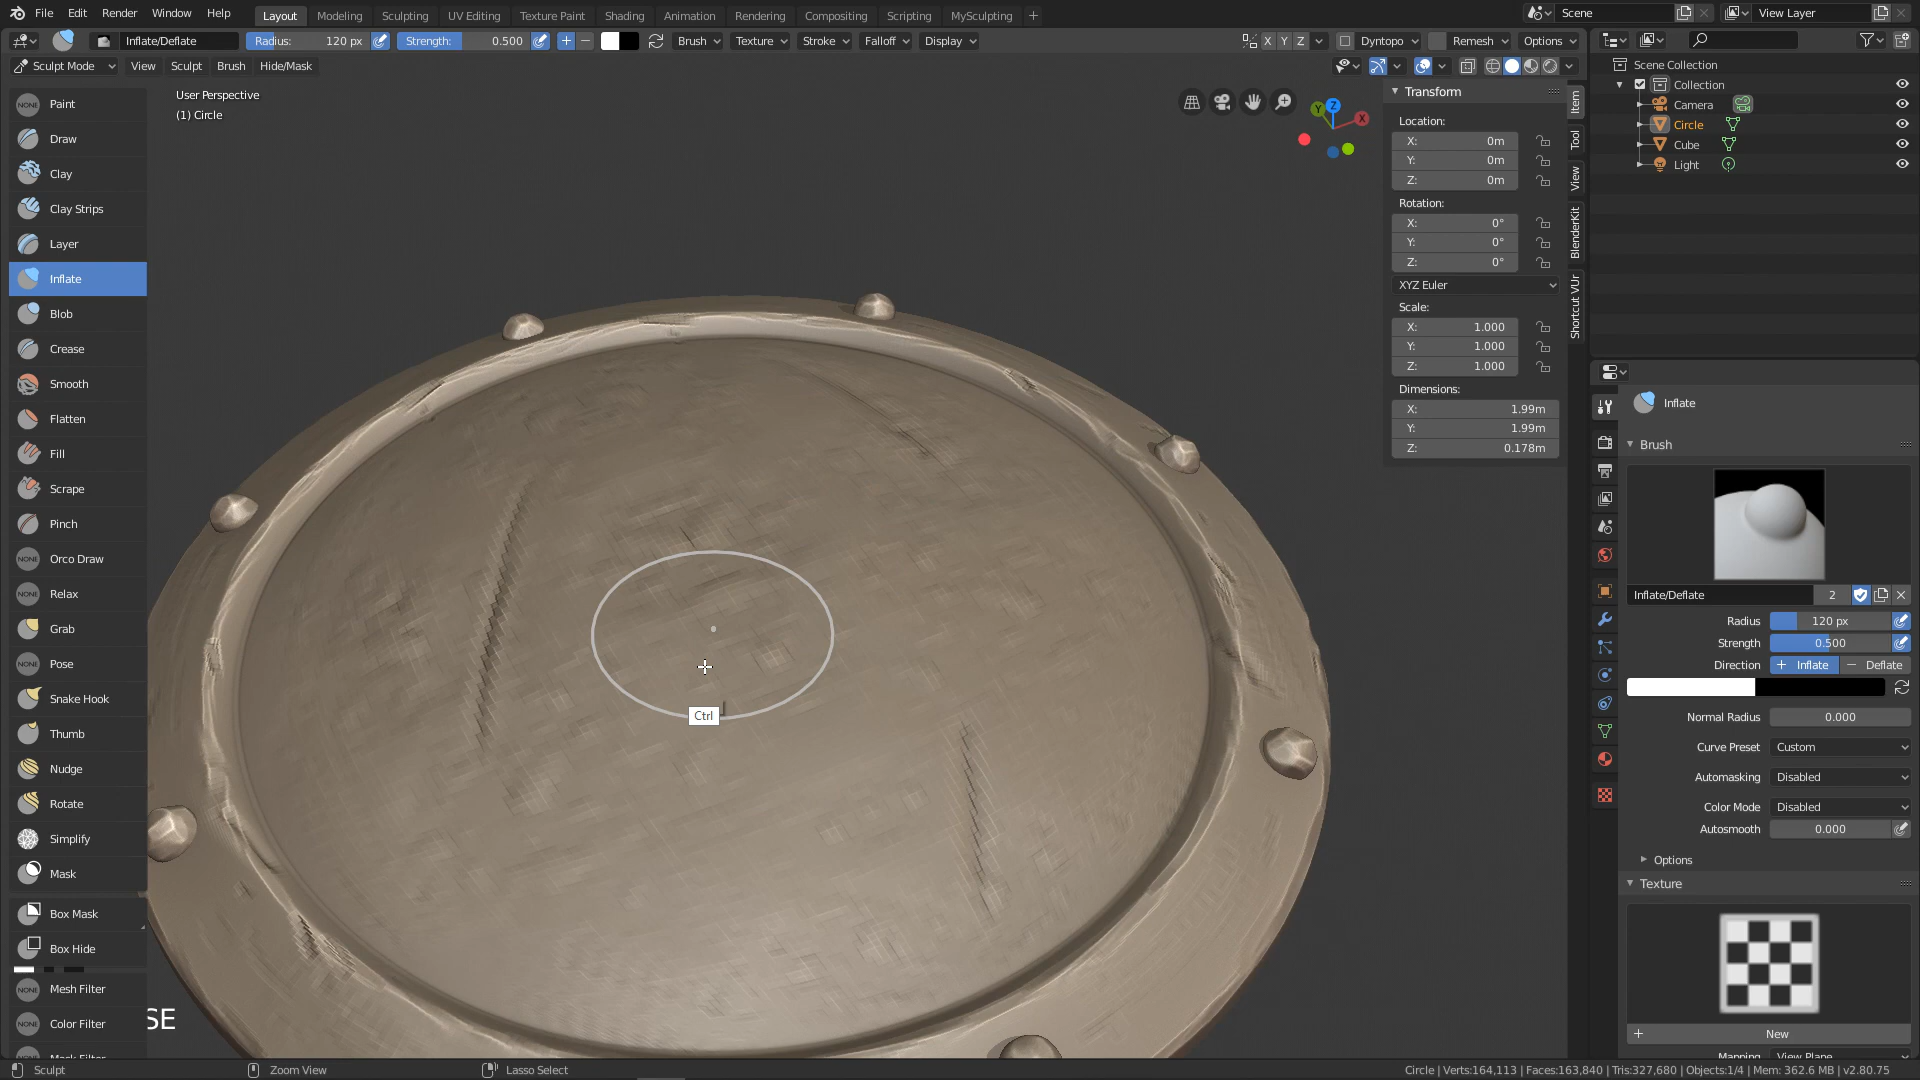 File Edit Render Window Help Layout Modeling Sculpting UV Editing Texture Paint Shading Animation Rendering Compositing Scripting MySculpting + Scene View Layer
Inflate/Deflate Radius: 120 px Strength: 0.500 Brush Texture Stroke Falloff Display X Y Z Dyntopo Remesh Options
Sculpt Mode View Sculpt Brush Hide/Mask
User Perspective
(1) Circle
Paint
Draw
Clay
Clay Strips
Layer
Inflate
Blob
Crease
Smooth
Flatten
Fill
Scrape
Pinch
NONE Orco Draw
NONE Relax
Grab
Pose
Snake Hook
Thumb
Nudge
Rotate
Simplify
Mask
Box Mask
Box Hide
NONE Mesh Filter
NONE Color Filter
Mask Filter
SE
Ctrl
Y Z X
Transform
Location:
X: 0m
Y: 0m
Z: 0m
Rotation:
X: 0°
Y: 0°
Z: 0°
XYZ Euler
Scale:
X: 1.000
Y: 1.000
Z: 1.000
Dimensions:
X: 1.99m
Y: 1.99m
Z: 0.178m
Item
Tool
View
BlenderKit
Shortcut VUr
Scene Collection
Collection
Camera
Circle
Cube
Light
Inflate
Brush
Inflate/Deflate 2
Radius 120 px
Strength 0.500
Direction + Inflate − Deflate
Normal Radius 0.000
Curve Preset Custom
Automasking Disabled
Color Mode Disabled
Autosmooth 0.000
Options
Texture
+ New
Mapping View Plane
Sculpt Zoom View Lasso Select Circle | Verts:164,113 | Faces:163,840 | Tris:327,680 | Objects:1/4 | Mem: 362.6 MB | v2.80.75